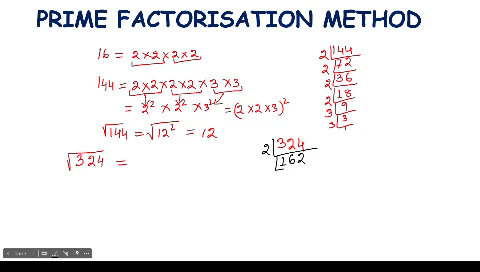 PRIME FACTORISATION METHOD
16 = 2 × 2 × 2 × 2
144 = 2 × 2 × 2 × 2 × 3 × 3
= 2² × 2² × 3² = (2 × 2 × 3)²
√144 = √12² = 12
√324 =
2 144
2 72
2 36
2 18
3 9
3 3
1
2 324
162